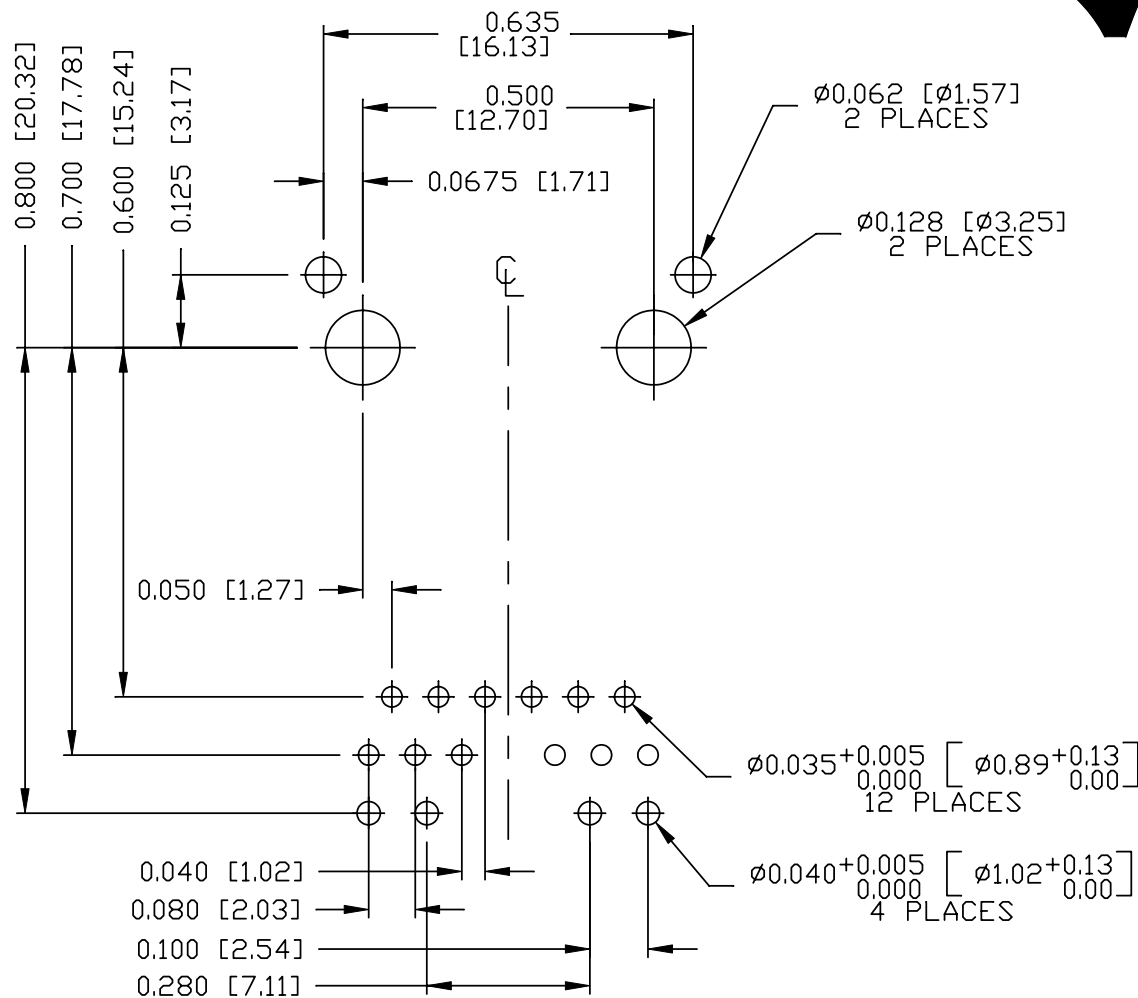 0.635
[16.13]
0.500
[12.70]
0.0675 [1.71]
0.800 [20.32]
0.700 [17.78]
0.600 [15.24]
0.125 [3.17]
Ø0.062 [Ø1.57]
2 PLACES
Ø0.128 [Ø3.25]
2 PLACES
CL
0.050 [1.27]
Ø0.035+0.005 [Ø0.89+0.13]
0.000 0.00
12 PLACES
Ø0.040+0.005 [Ø1.02+0.13]
0.000 0.00
4 PLACES
0.040 [1.02]
0.080 [2.03]
0.100 [2.54]
0.280 [7.11]